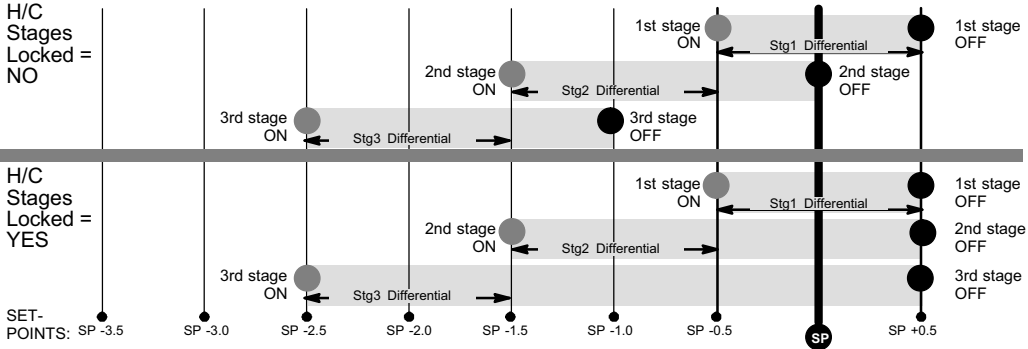 H/C
Stages
Locked =
NO
1st stage
ON
Stg1 Differential
1st stage
OFF
2nd stage
ON
Stg2 Differential
2nd stage
OFF
3rd stage
ON
Stg3 Differential
3rd stage
OFF
H/C
Stages
Locked =
YES
1st stage
ON
Stg1 Differential
1st stage
OFF
2nd stage
ON
Stg2 Differential
2nd stage
OFF
3rd stage
ON
Stg3 Differential
3rd stage
OFF
SET-
POINTS: SP -3.5 SP -3.0 SP -2.5 SP -2.0 SP -1.5 SP -1.0 SP -0.5 SP SP +0.5